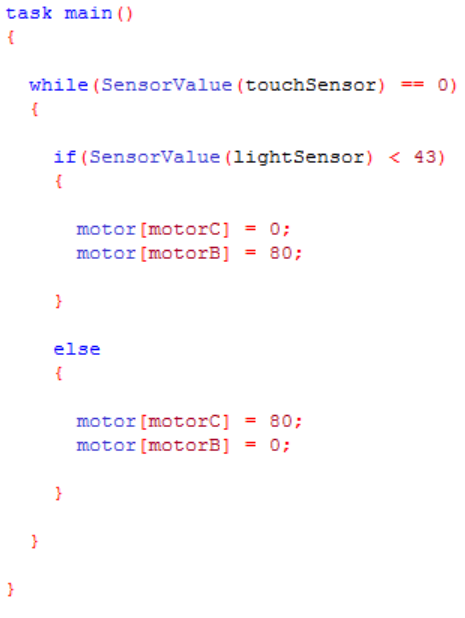 task main()
{
while(SensorValue(touchSensor) == 0)
{
if(SensorValue(lightSensor) < 43)
{
motor[motorC] = 0;
motor[motorB] = 80;
}
else
{
motor[motorC] = 80;
motor[motorB] = 0;
}
}
}